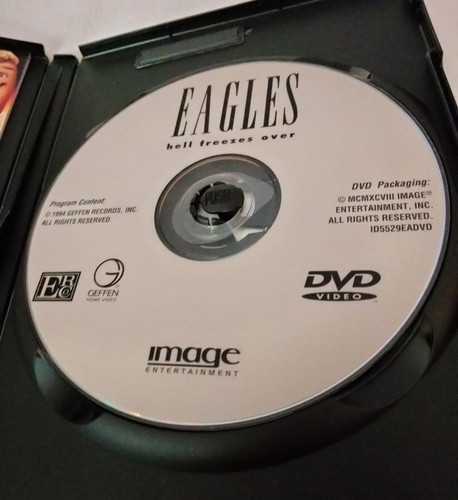 EAGLES
hell freezes over
PUSH
Program Content
© 1994 GEFFEN RECORDS, INC.
ALL RIGHTS RESERVED.
DVD Packaging:
© MCMXCVIII IMAGE®
ENTERTAINMENT, INC.
ALL RIGHTS RESERVED.
ID5529EADVD
GEFFEN
HOME VIDEO
DVD
VIDEO
image
ENTERTAINMENT